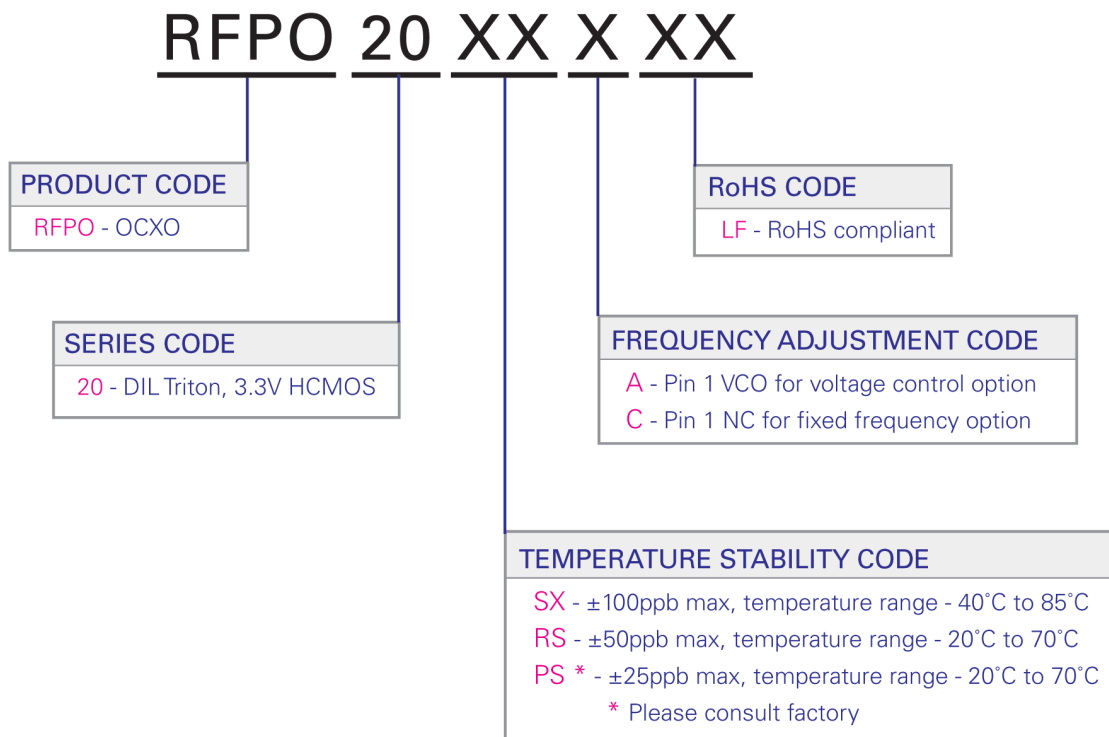 RFPO 20 XX X XX
PRODUCT CODE
RFPO - OCXO
RoHS CODE
LF - RoHS compliant
SERIES CODE
20 - DIL Triton, 3.3V HCMOS
FREQUENCY ADJUSTMENT CODE
A - Pin 1 VCO for voltage control option
C - Pin 1 NC for fixed frequency option
TEMPERATURE STABILITY CODE
SX - ±100ppb max, temperature range - 40˚C to 85˚C
RS - ±50ppb max, temperature range - 20˚C to 70˚C
PS * - ±25ppb max, temperature range - 20˚C to 70˚C
* Please consult factory